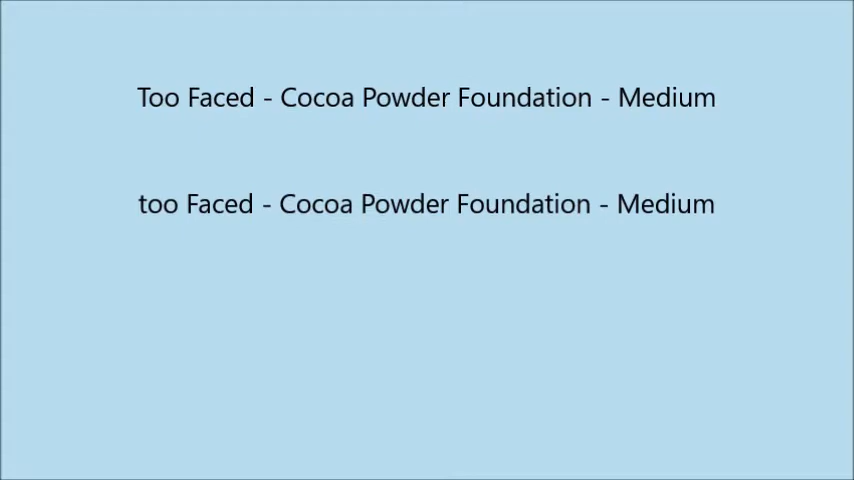 Too Faced - Cocoa Powder Foundation - Medium
too Faced - Cocoa Powder Foundation - Medium